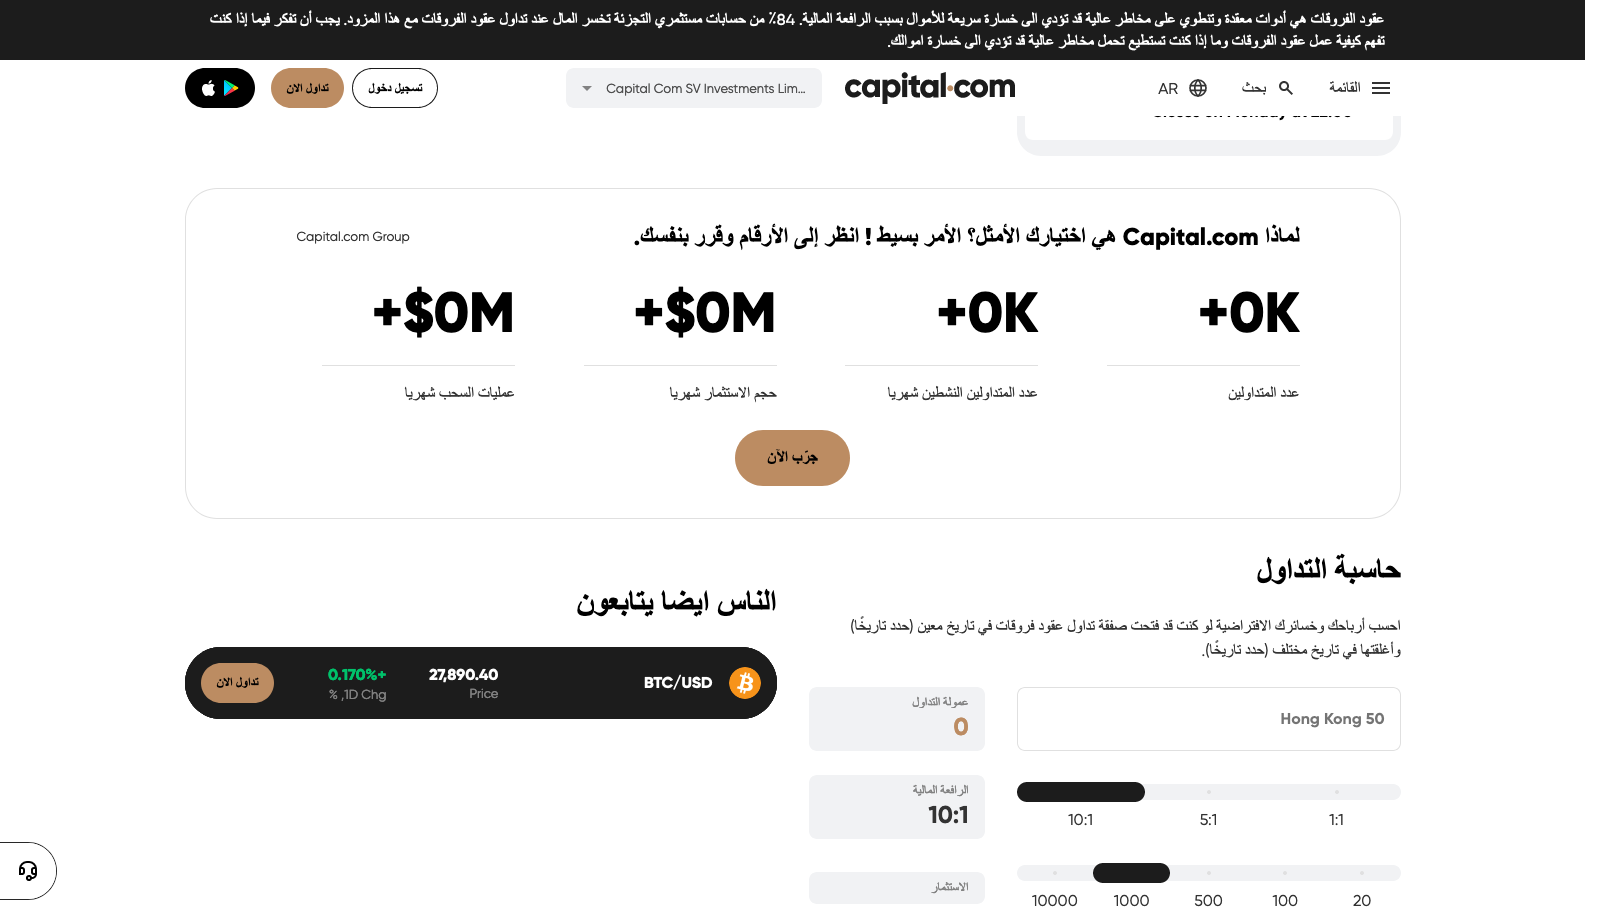 عقود الفروقات هي أدوات معقدة وتنطوي على مخاطر عالية قد تؤدي الى خسارة سريعة للأموال بسبب الرافعة المالية. 84٪ من حسابات مستثمري التجزئة تخسر المال عند تداول عقود الفروقات مع هذا المزود. يجب أن تفكر فيما إذا كنت
تفهم كيفية عمل عقود الفروقات وما إذا كنت تستطيع تحمل مخاطر عالية قد تؤدي الى خسارة اموالك.
القائمة
بحث
AR
capital.com
Capital Com SV Investments Lim...
تسجيل دخول
تداول الان
لماذا Capital.com هي اختيارك الأمثل؟ الأمر بسيط ! انظر إلى الأرقام وقرر بنفسك.
Capital.com Group
+0K
+0K
+$0M
+$0M
عدد المتداولين
عدد المتداولين النشطين شهريا
حجم الاستثمار شهريا
عمليات السحب شهريا
جرّب الآن
حاسبة التداول
احسب أرباحك وخسائرك الافتراضية لو كنت قد فتحت صفقة تداول عقود فروقات في تاريخ معين (حدد تاريخًا)
وأغلقتها في تاريخ مختلف (حدد تاريخًا).
Hong Kong 50
عمولة التداول
0
الرافعة المالية
10:1
10:1
5:1
1:1
الاستثمار
10000
1000
500
100
20
الناس ايضا يتابعون
BTC/USD
27,890.40
Price
0.170%+
% ,1D Chg
تداول الان